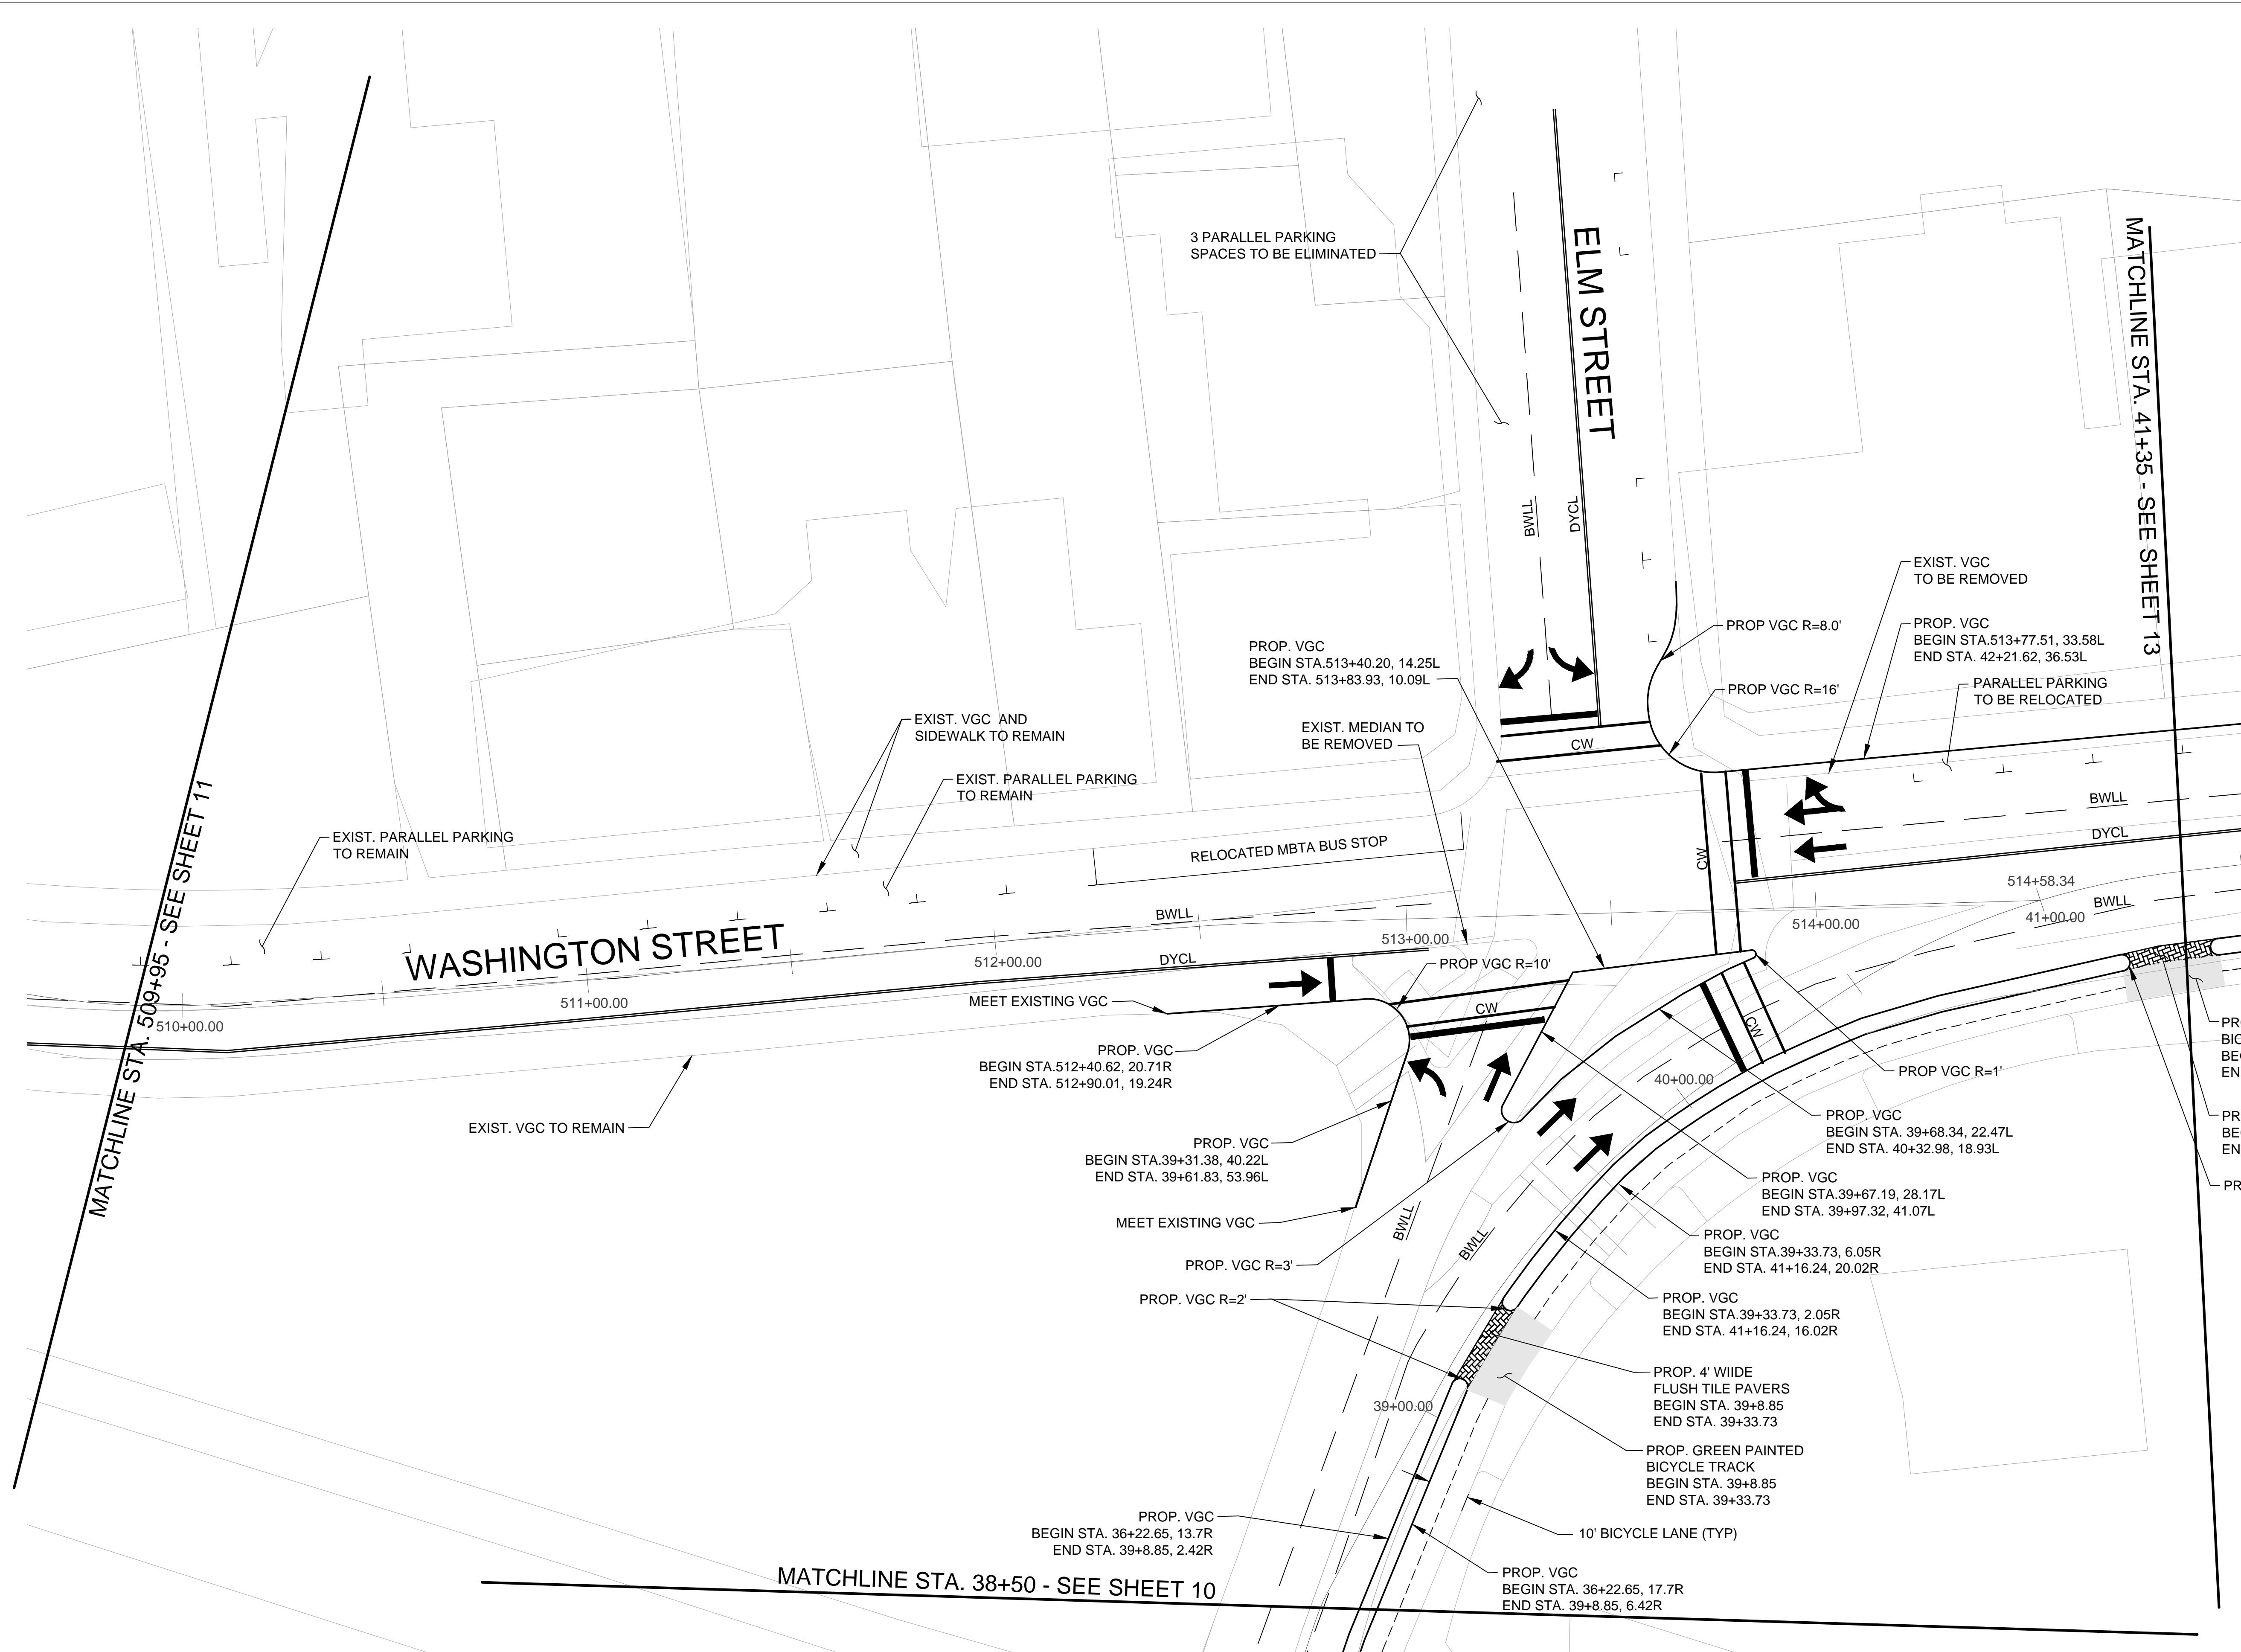 3 PARALLEL PARKING
SPACES TO BE ELIMINATED
ELM STREET
BWLL
DYCL
MATCHLINE STA. 41+35 - SEE SHEET 13
EXIST. VGC
TO BE REMOVED
PROP VGC R=8.0'
PROP. VGC
BEGIN STA.513+77.51, 33.58L
END STA. 42+21.62, 36.53L
PROP. VGC
BEGIN STA.513+40.20, 14.25L
END STA. 513+83.93, 10.09L
PROP VGC R=16'
PARALLEL PARKING
TO BE RELOCATED
EXIST. VGC AND
SIDEWALK TO REMAIN
EXIST. MEDIAN TO
BE REMOVED
CW
EXIST. PARALLEL PARKING
TO REMAIN
BWLL
EXIST. PARALLEL PARKING
TO REMAIN
DYCL
RELOCATED MBTA BUS STOP
CW
514+58.34
BWLL
MATCHLINE STA. 509+95 - SEE SHEET 11
WASHINGTON STREET
BWLL
41+00.00
514+00.00
513+00.00
DYCL
512+00.00
PROP VGC R=10'
511+00.00
MEET EXISTING VGC
CW
510+00.00
CW
PRO
BIC
BEG
EN
PROP. VGC
BEGIN STA.512+40.62, 20.71R
END STA. 512+90.01, 19.24R
40+00.00
PROP VGC R=1'
EXIST. VGC TO REMAIN
PROP. VGC
BEGIN STA. 39+68.34, 22.47L
END STA. 40+32.98, 18.93L
PR
BEG
EN
PROP. VGC
BEGIN STA.39+31.38, 40.22L
END STA. 39+61.83, 53.96L
PROP. VGC
BEGIN STA.39+67.19, 28.17L
END STA. 39+97.32, 41.07L
PR
MEET EXISTING VGC
BWLL
BWLL
PROP. VGC
BEGIN STA.39+33.73, 6.05R
END STA. 41+16.24, 20.02R
PROP. VGC R=3'
PROP. VGC R=2'
PROP. VGC
BEGIN STA.39+33.73, 2.05R
END STA. 41+16.24, 16.02R
PROP. 4' WIIDE
FLUSH TILE PAVERS
BEGIN STA. 39+8.85
END STA. 39+33.73
39+00.00
PROP. GREEN PAINTED
BICYCLE TRACK
BEGIN STA. 39+8.85
END STA. 39+33.73
PROP. VGC
BEGIN STA. 36+22.65, 13.7R
END STA. 39+8.85, 2.42R
10' BICYCLE LANE (TYP)
MATCHLINE STA. 38+50 - SEE SHEET 10
PROP. VGC
BEGIN STA. 36+22.65, 17.7R
END STA. 39+8.85, 6.42R